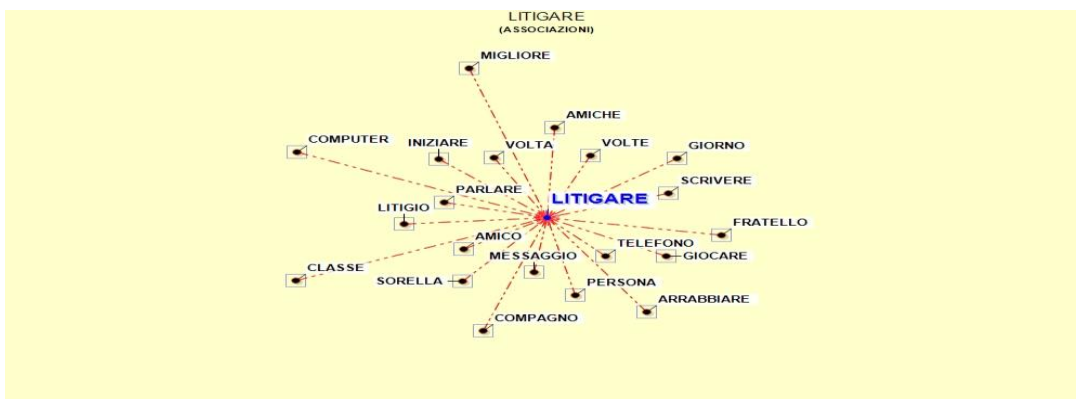 LITIGARE
(ASSOCIAZIONI)
MIGLIORE
AMICHE
COMPUTER
INIZIARE
VOLTA
VOLTE
GIORNO
PARLARE
SCRIVERE
LITIGARE
LITIGIO
FRATELLO
AMICO
TELEFONO
MESSAGGIO
GIOCARE
CLASSE
SORELLA
PERSONA
ARRABBIARE
COMPAGNO